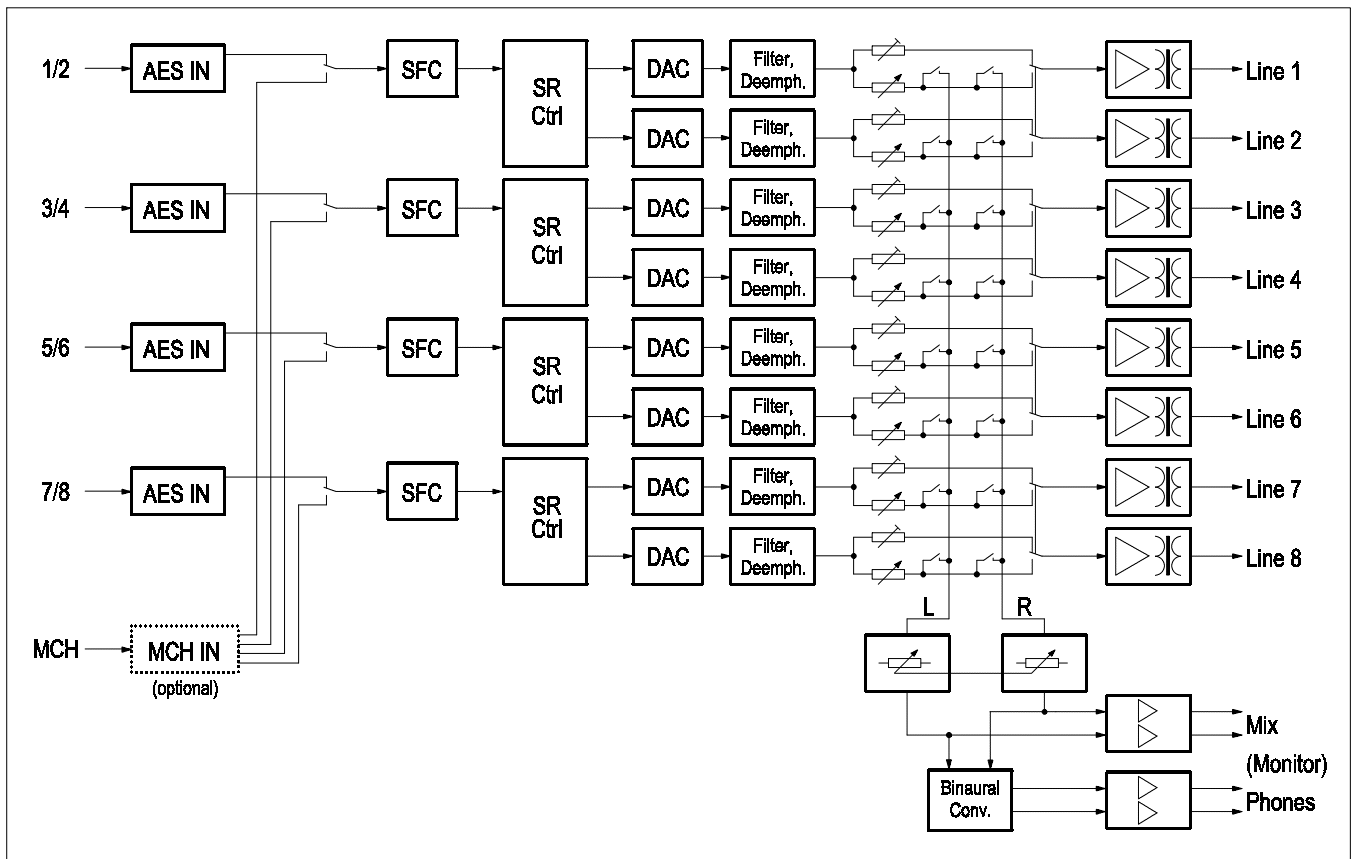 1/2 AES IN SFC SR Ctrl DAC Filter, Deemph. Line 1
DAC Filter, Deemph. Line 2
3/4 AES IN SFC SR Ctrl DAC Filter, Deemph. Line 3
DAC Filter, Deemph. Line 4
5/6 AES IN SFC SR Ctrl DAC Filter, Deemph. Line 5
DAC Filter, Deemph. Line 6
7/8 AES IN SFC SR Ctrl DAC Filter, Deemph. Line 7
DAC Filter, Deemph. Line 8
L R
MCH MCH IN
(optional)
Mix
(Monitor)
Binaural
Conv.
Phones